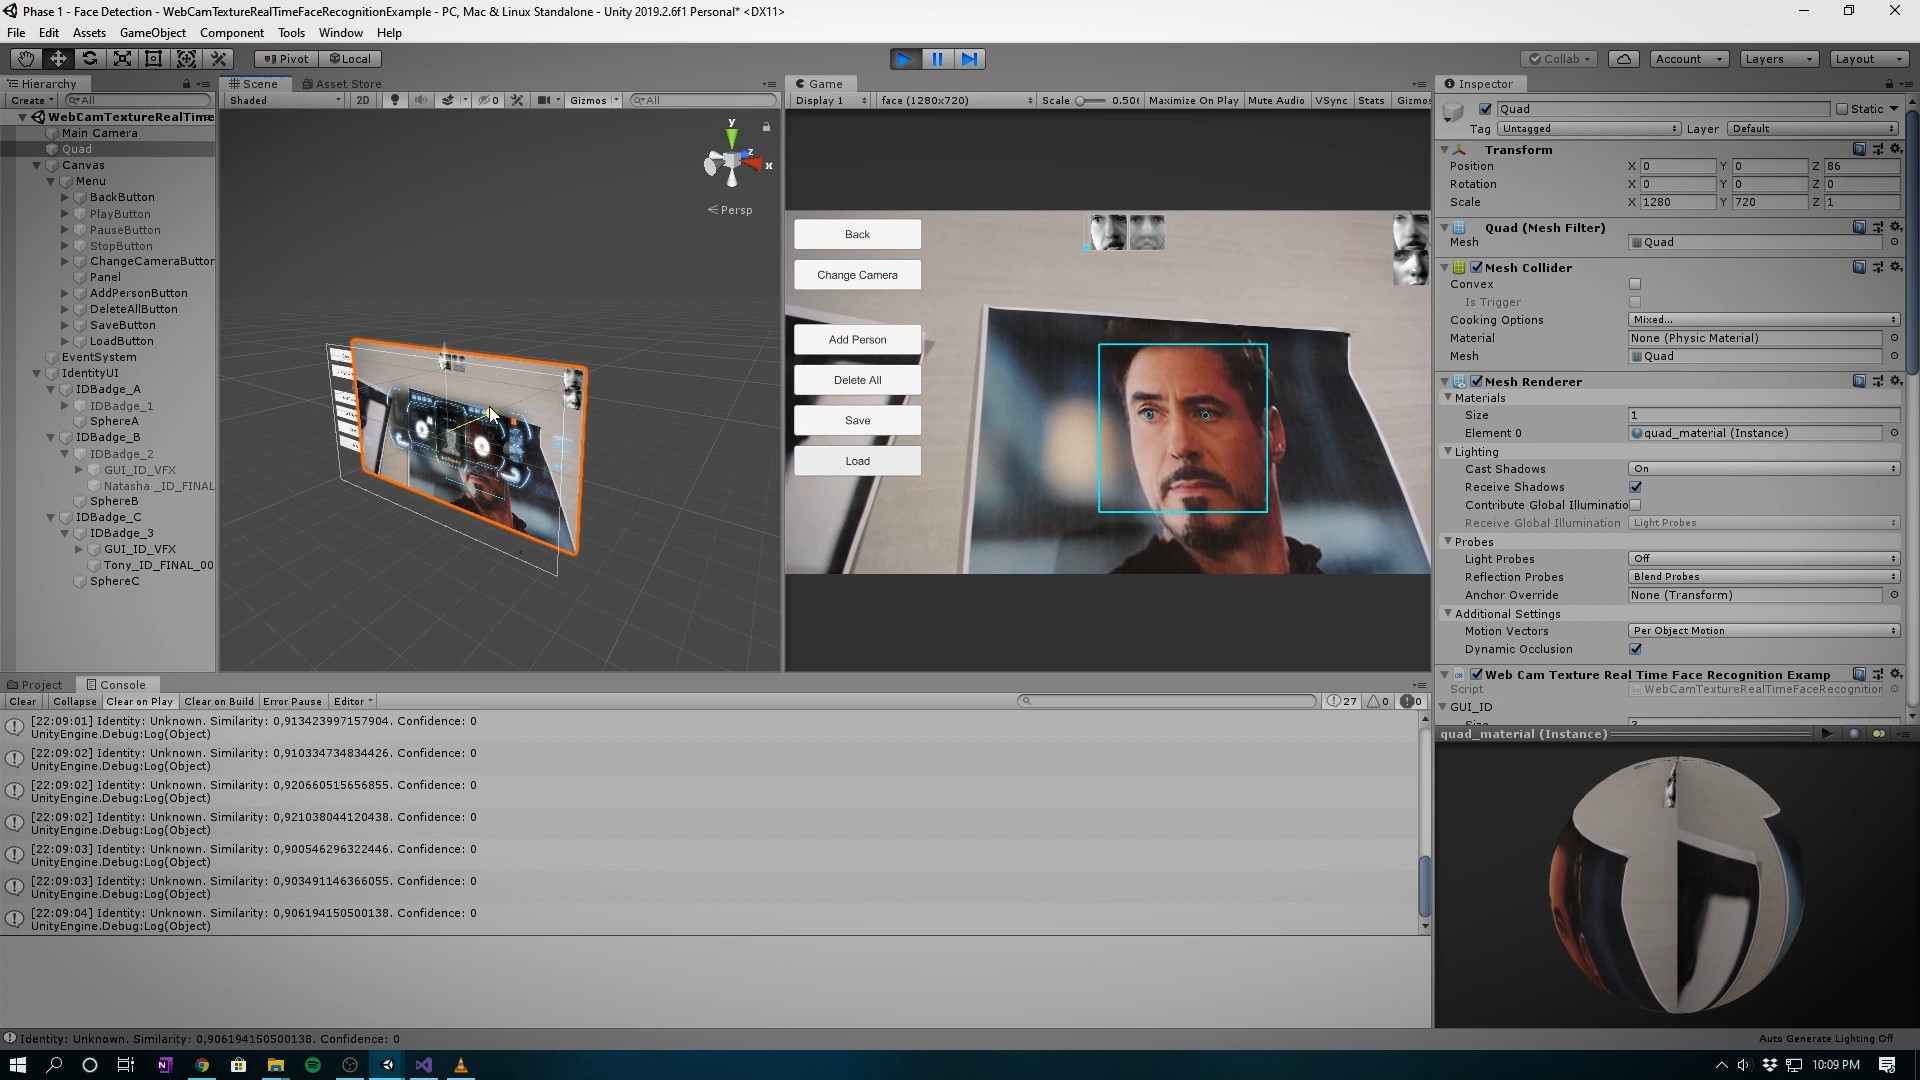 Phase 1 - Face Detection - WebCamTextureRealTimeFaceRecognitionExample - PC, Mac & Linux Standalone - Unity 2019.2.6f1 Personal* <DX11>
File Edit Assets GameObject Component Tools Window Help
Pivot Local Collab Account Layers Layout
Hierarchy
Create All
WebCamTextureRealTime
Main Camera
Quad
Canvas
Menu
BackButton
PlayButton
PauseButton
StopButton
ChangeCameraButton
Panel
AddPersonButton
DeleteAllButton
SaveButton
LoadButton
EventSystem
IdentityUI
IDBadge_A
IDBadge_1
SphereA
IDBadge_B
IDBadge_2
GUI_ID_VFX
Natasha _ID_FINAL
SphereB
IDBadge_C
IDBadge_3
GUI_ID_VFX
Tony_ID_FINAL_00
SphereC
Scene Asset Store
Shaded 2D 0 Gizmos All
y
z
x
Persp
Game
Display 1 face (1280x720) Scale 0.50 Maximize On Play Mute Audio VSync Stats Gizmos
Back
Change Camera
Add Person
Delete All
Save
Load
Inspector
Quad Static
Tag Untagged Layer Default
Transform
Position X 0 Y 0 Z 86
Rotation X 0 Y 0 Z 0
Scale X 1280 Y 720 Z 1
Quad (Mesh Filter)
Mesh Quad
Mesh Collider
Convex
Is Trigger
Cooking Options Mixed...
Material None (Physic Material)
Mesh Quad
Mesh Renderer
Materials
Size 1
Element 0 quad_material (Instance)
Lighting
Cast Shadows On
Receive Shadows
Contribute Global Illuminatio
Receive Global Illumination Light Probes
Probes
Light Probes Off
Reflection Probes Blend Probes
Anchor Override None (Transform)
Additional Settings
Motion Vectors Per Object Motion
Dynamic Occlusion
Web Cam Texture Real Time Face Recognition Examp
Script WebCamTextureRealTimeFaceRecognition
GUI_ID
Size 3
quad_material (Instance)
Project Console
Clear Collapse Clear on Play Clear on Build Error Pause Editor 27 0 0
[22:09:01] Identity: Unknown. Similarity: 0,913423997157904. Confidence: 0
UnityEngine.Debug:Log(Object)
[22:09:02] Identity: Unknown. Similarity: 0,910334734834426. Confidence: 0
UnityEngine.Debug:Log(Object)
[22:09:02] Identity: Unknown. Similarity: 0,920660515656855. Confidence: 0
UnityEngine.Debug:Log(Object)
[22:09:02] Identity: Unknown. Similarity: 0,921038044120438. Confidence: 0
UnityEngine.Debug:Log(Object)
[22:09:03] Identity: Unknown. Similarity: 0,900546296322446. Confidence: 0
UnityEngine.Debug:Log(Object)
[22:09:03] Identity: Unknown. Similarity: 0,903491146366055. Confidence: 0
UnityEngine.Debug:Log(Object)
[22:09:04] Identity: Unknown. Similarity: 0,906194150500138. Confidence: 0
UnityEngine.Debug:Log(Object)
Identity: Unknown. Similarity: 0,906194150500138. Confidence: 0
Auto Generate Lighting Off
10:09 PM